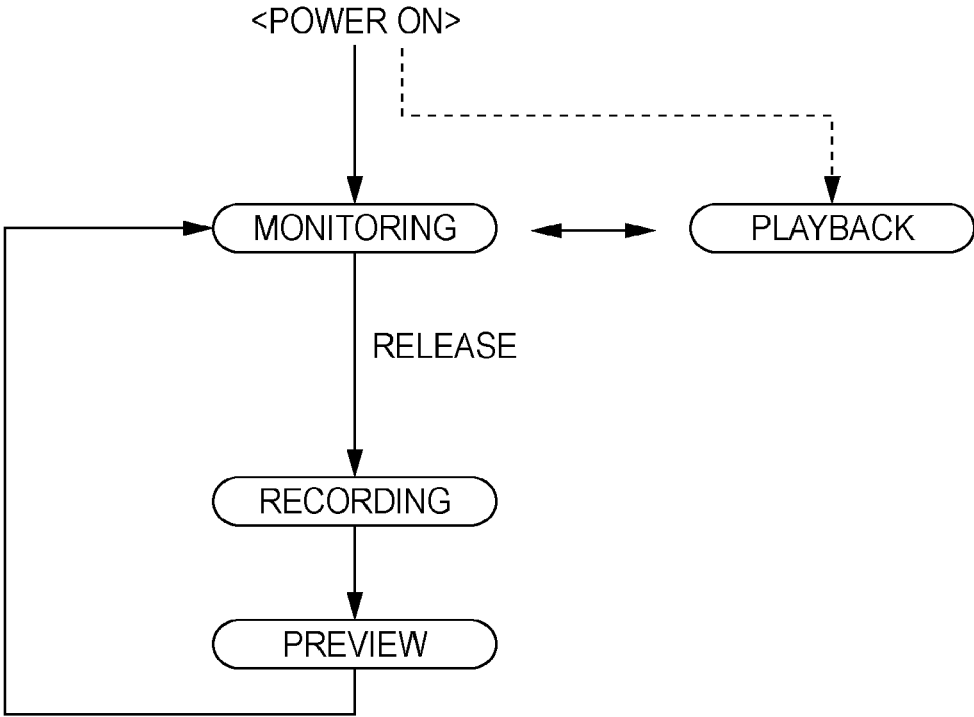 <POWER ON>
MONITORING
PLAYBACK
RELEASE
RECORDING
PREVIEW